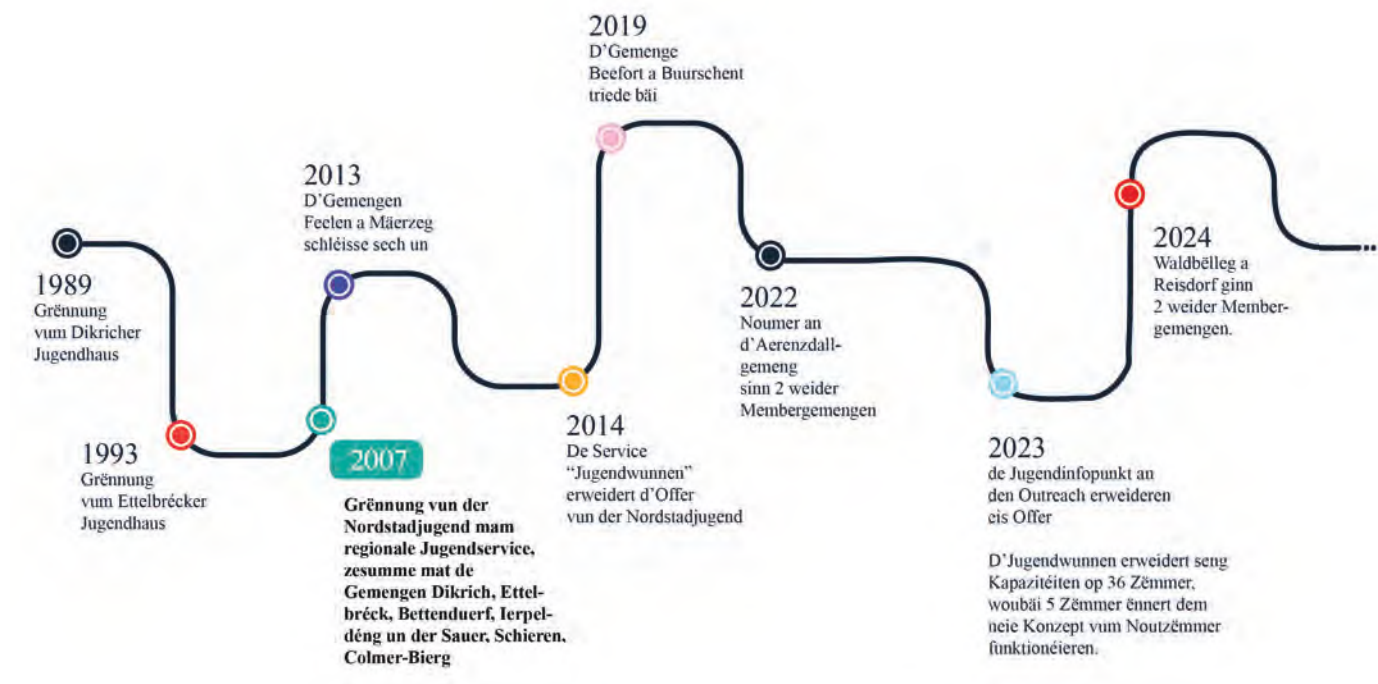 1989
Grënnung
vum Dikricher
Jugendhaus
1993
Grënnung
vum Ettelbrécker
Jugendhaus
2007
Grënnung vun der
Nordstadjugend mam
regionale Jugendservice,
zesumme mat de
Gemengen Dikrich, Ettel-
bréck, Bettenduerf, Ierpel-
déng un der Sauer, Schieren,
Colmer-Bierg
2013
D’Gemengen
Feelen a Mäerzeg
schléisse sech un
2014
De Service
“Jugendwunnen”
erweidert d’Offer
vun der Nordstadjugend
2019
D’Gemenge
Beefort a Buurschent
triede bäi
2022
Noumer an
d’Aerenzdall-
gemeng
sinn 2 weider
Membergemengen
2023
de Jugendinfopunkt an
den Outreach erweideren
eis Offer
D’Jugendwunnen erweidert seng
Kapazitéiten op 36 Zëmmer,
woubäi 5 Zëmmer ënnert dem
neie Konzept vum Noutzëmmer
funktionéieren.
2024
Waldbëlleg a
Reisdorf ginn
2 weider Member-
gemengen.